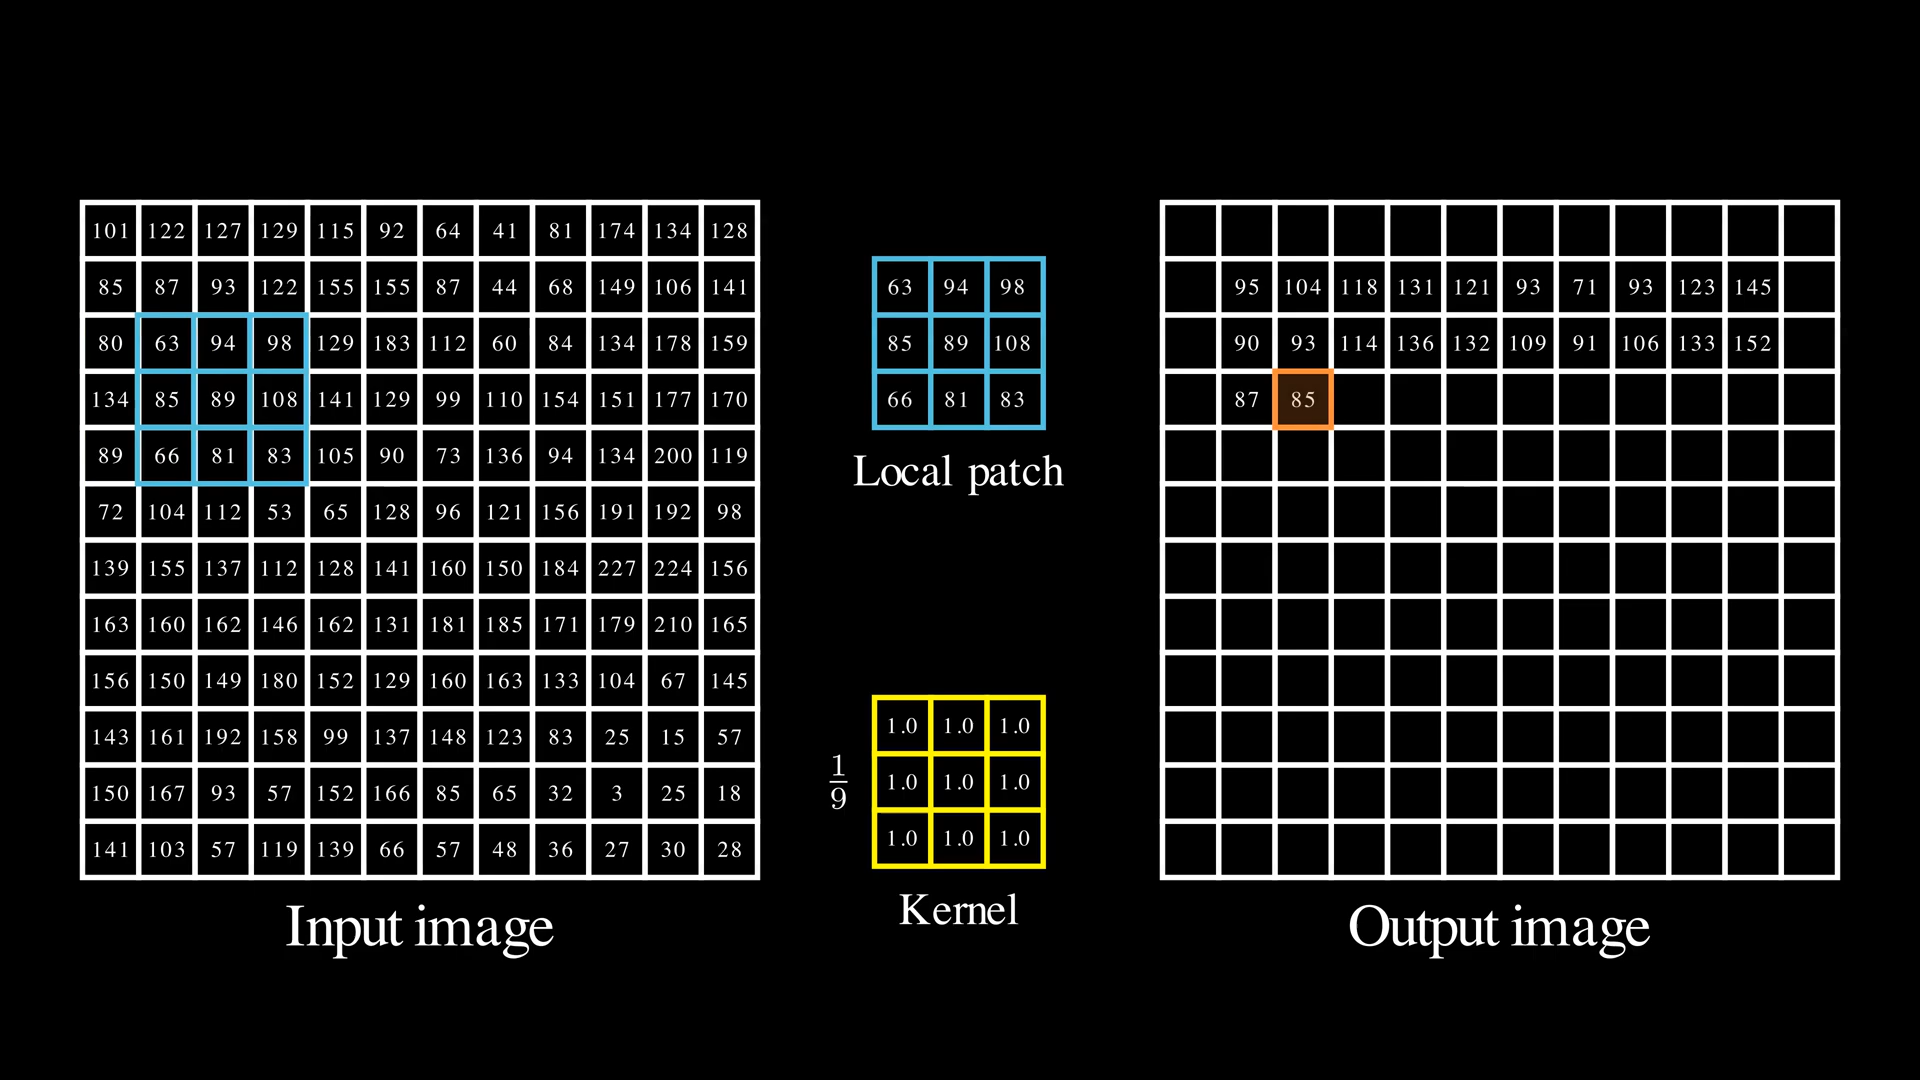 101 122 127 129 115 92 64 41 81 174 134 128
85 87 93 122 155 155 87 44 68 149 106 141
80 63 94 98 129 183 112 60 84 134 178 159
134 85 89 108 141 129 99 110 154 151 177 170
89 66 81 83 105 90 73 136 94 134 200 119
72 104 112 53 65 128 96 121 156 191 192 98
139 155 137 112 128 141 160 150 184 227 224 156
163 160 162 146 162 131 181 185 171 179 210 165
156 150 149 180 152 129 160 163 133 104 67 145
143 161 192 158 99 137 148 123 83 25 15 57
150 167 93 57 152 166 85 65 32 3 25 18
141 103 57 119 139 66 57 48 36 27 30 28
Input image
63 94 98
85 89 108
66 81 83
Local patch
1/9
1.0 1.0 1.0
1.0 1.0 1.0
1.0 1.0 1.0
Kernel
95 104 118 131 121 93 71 93 123 145
90 93 114 136 132 109 91 106 133 152
87 85
Output image